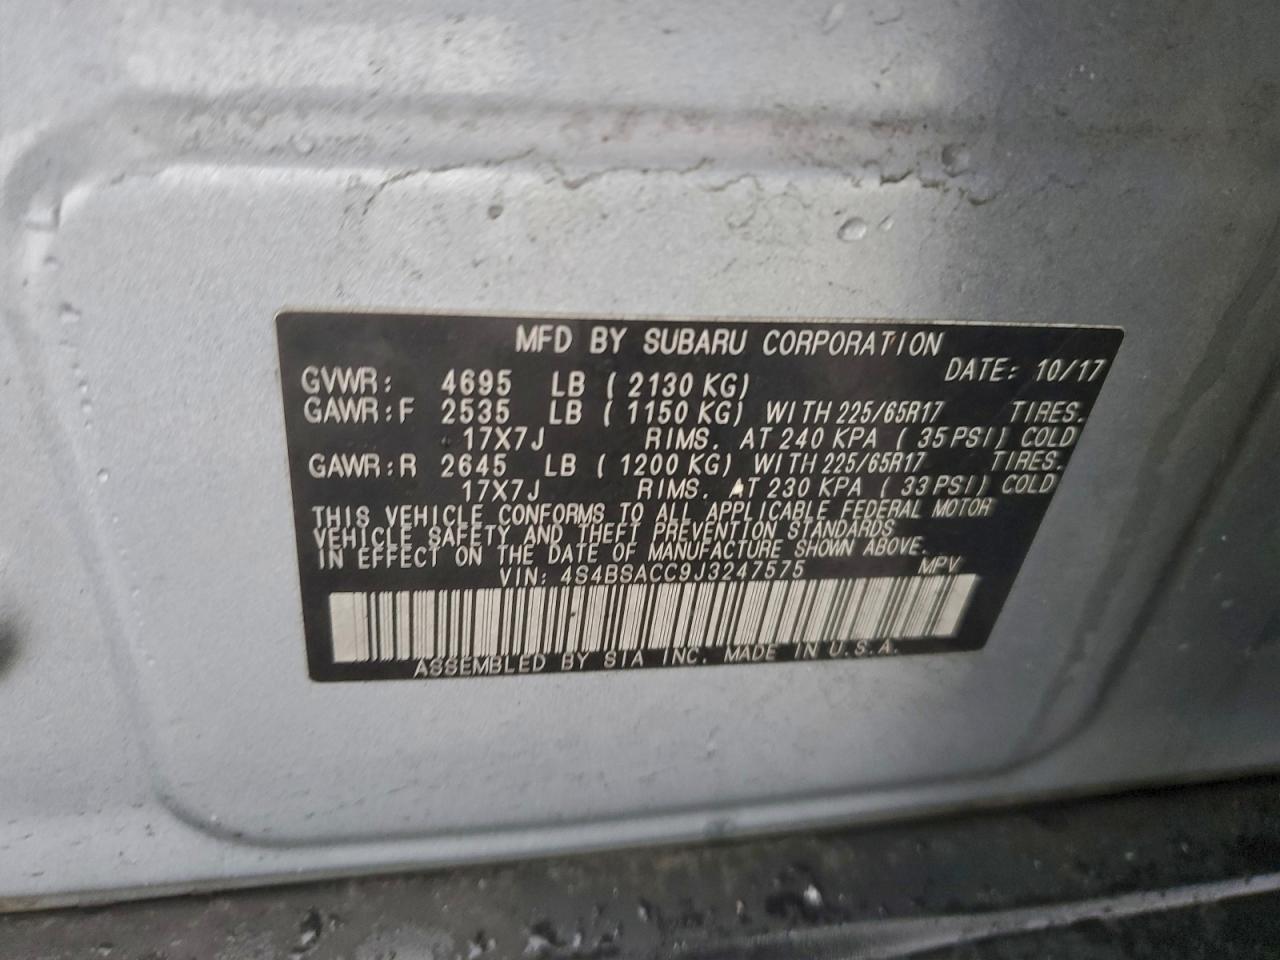 MFD BY SUBARU CORPORATION
DATE: 10/17
GVWR: 4695 LB ( 2130 KG)
GAWR:F 2535 LB ( 1150 KG) WITH 225/65R17 TIRES.
17X7J RIMS. AT 240 KPA ( 35 PSI) COLD
GAWR:R 2645 LB ( 1200 KG) WITH 225/65R17 TIRES.
17X7J RIMS. AT 230 KPA ( 33 PSI) COLD
THIS VEHICLE CONFORMS TO ALL APPLICABLE FEDERAL MOTOR
VEHICLE SAFETY AND THEFT PREVENTION STANDARDS
IN EFFECT ON THE DATE OF MANUFACTURE SHOWN ABOVE.
VIN: 4S4BSACC9J3247575 MPV
ASSEMBLED BY SIA INC. MADE IN U.S.A.